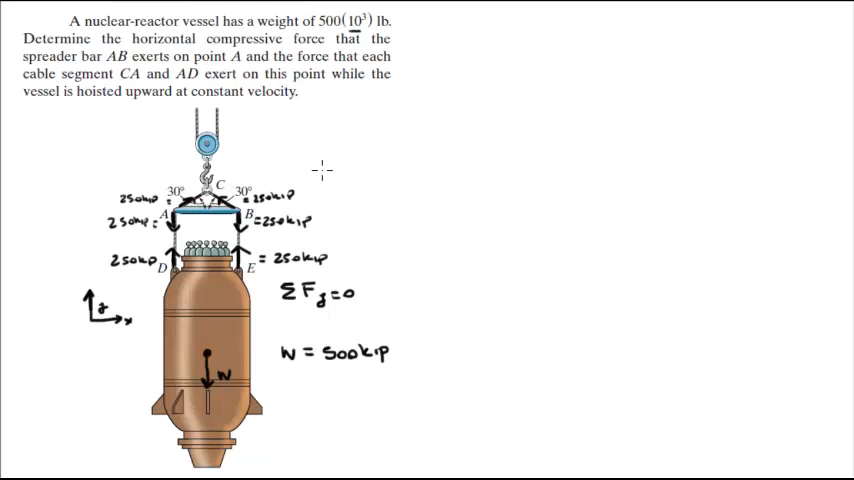 A nuclear-reactor vessel has a weight of 500(10³) lb.
Determine the horizontal compressive force that the
spreader bar AB exerts on point A and the force that each
cable segment CA and AD exert on this point while the
vessel is hoisted upward at constant velocity.
C
30° 30°
250kip = = 250kip
A B
250kip = = 250kip
250kip = 250kip
D E
ΣFy = 0
y
x
W = 500kip
W